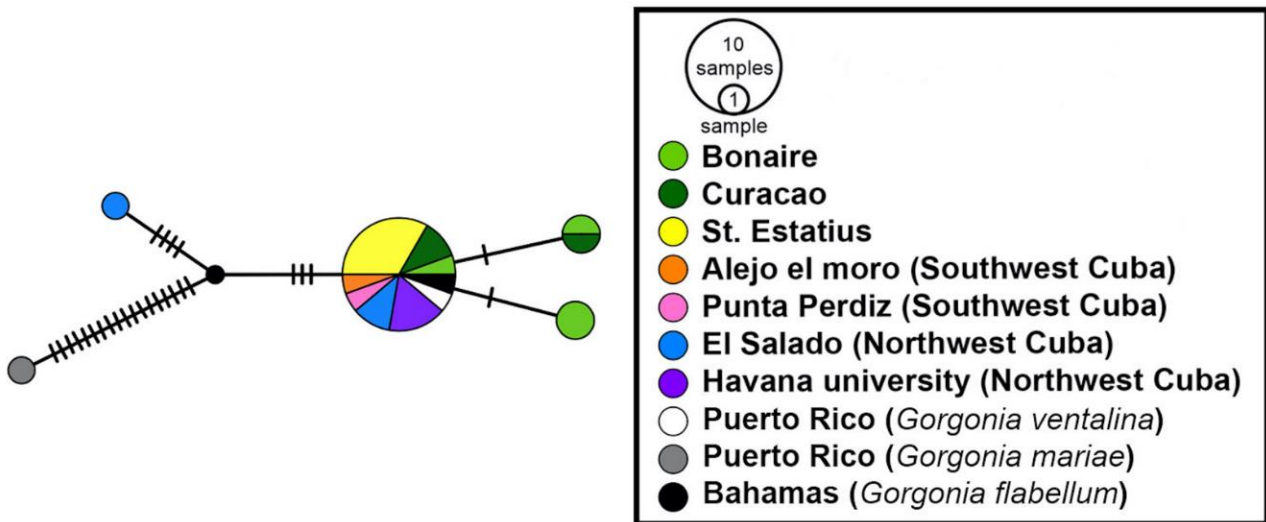 10
samples
1
sample
Bonaire
Curacao
St. Estatius
Alejo el moro (Southwest Cuba)
Punta Perdiz (Southwest Cuba)
El Salado (Northwest Cuba)
Havana university (Northwest Cuba)
Puerto Rico (Gorgonia ventalina)
Puerto Rico (Gorgonia mariae)
Bahamas (Gorgonia flabellum)